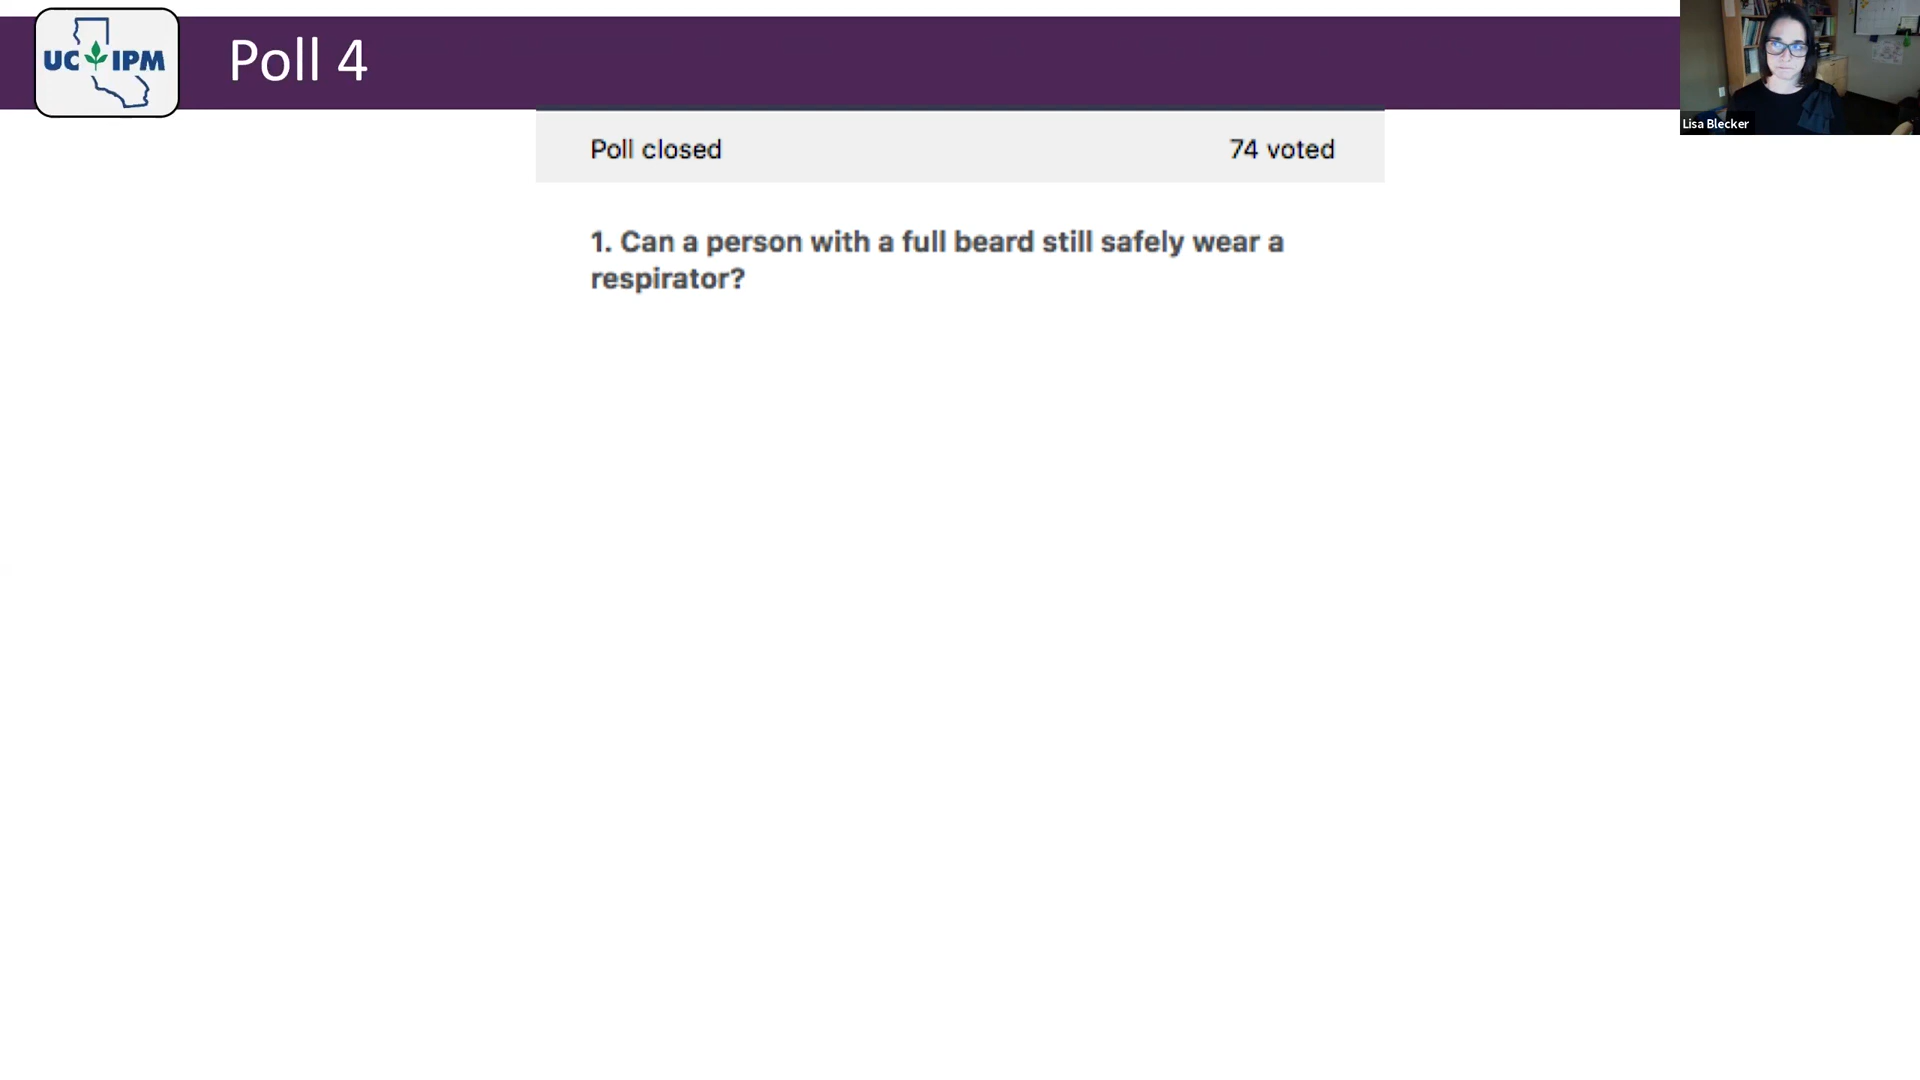 UC IPM
Poll 4
Lisa Blecker
Poll closed
74 voted
1. Can a person with a full beard still safely wear a
respirator?